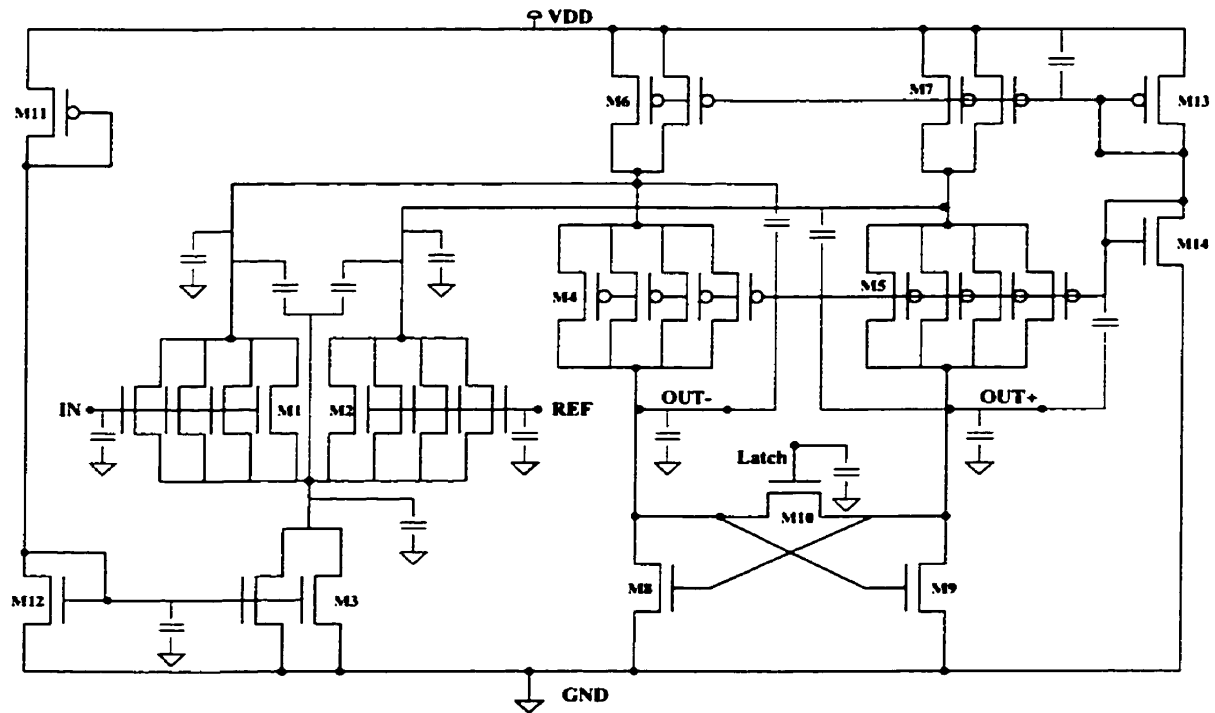 VDD
M11
M6
M7
M13
M14
M4
M5
IN
M1
M2
REF
OUT-
OUT+
Latch
M10
M12
M3
M8
M9
GND